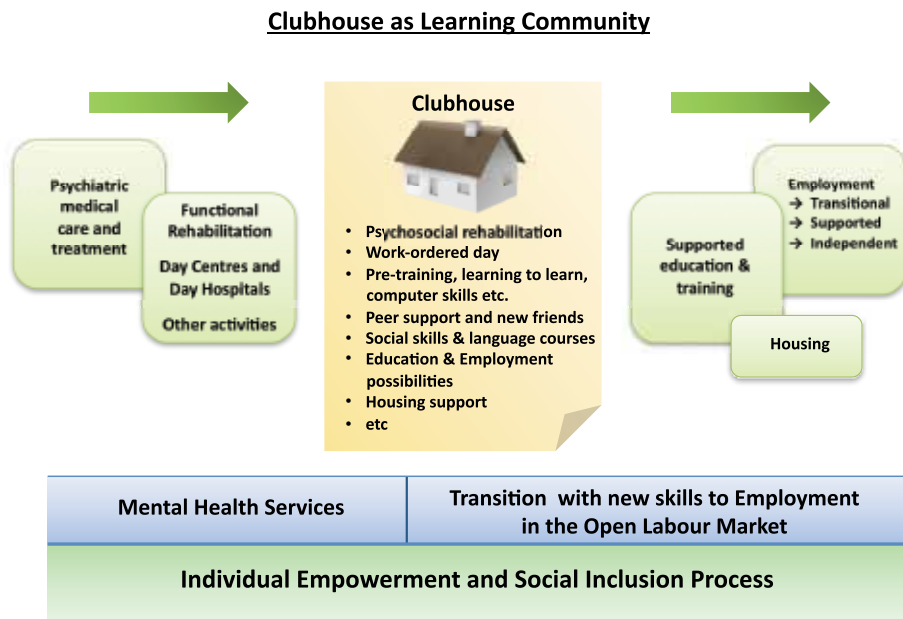 Clubhouse as Learning Community
Psychiatric
medical
care and
treatment
Functional
Rehabilitation
Day Centres and
Day Hospitals
Other activities
Clubhouse
• Psychosocial rehabilitation
• Work-ordered day
• Pre-training, learning to learn,
computer skills etc.
• Peer support and new friends
• Social skills & language courses
• Education & Employment
possibilities
• Housing support
• etc
Supported
education &
training
Employment
→ Transitional
→ Supported
→ Independent
Housing
Mental Health Services
Transition with new skills to Employment
in the Open Labour Market
Individual Empowerment and Social Inclusion Process